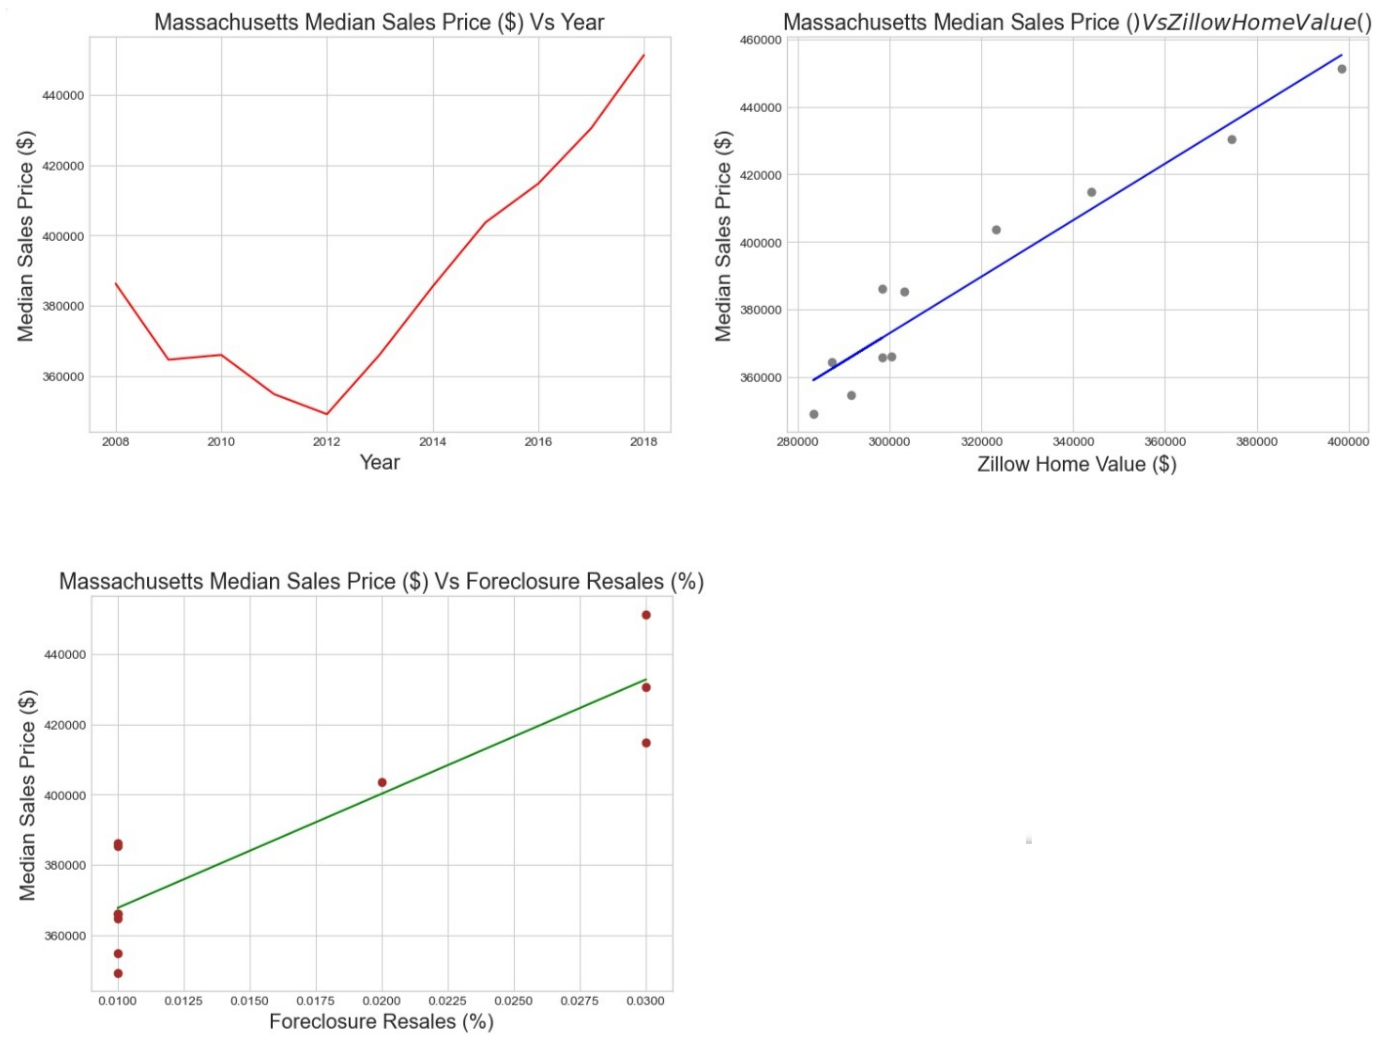 Massachusetts Median Sales Price ($) Vs Year
Median Sales Price ($)
440000
420000
400000
380000
360000
2008 2010 2012 2014 2016 2018
Year
Massachusetts Median Sales Price ()VsZillowHomeValue()
Median Sales Price ($)
460000
440000
420000
400000
380000
360000
280000 300000 320000 340000 360000 380000 400000
Zillow Home Value ($)
Massachusetts Median Sales Price ($) Vs Foreclosure Resales (%)
Median Sales Price ($)
440000
420000
400000
380000
360000
0.0100 0.0125 0.0150 0.0175 0.0200 0.0225 0.0250 0.0275 0.0300
Foreclosure Resales (%)